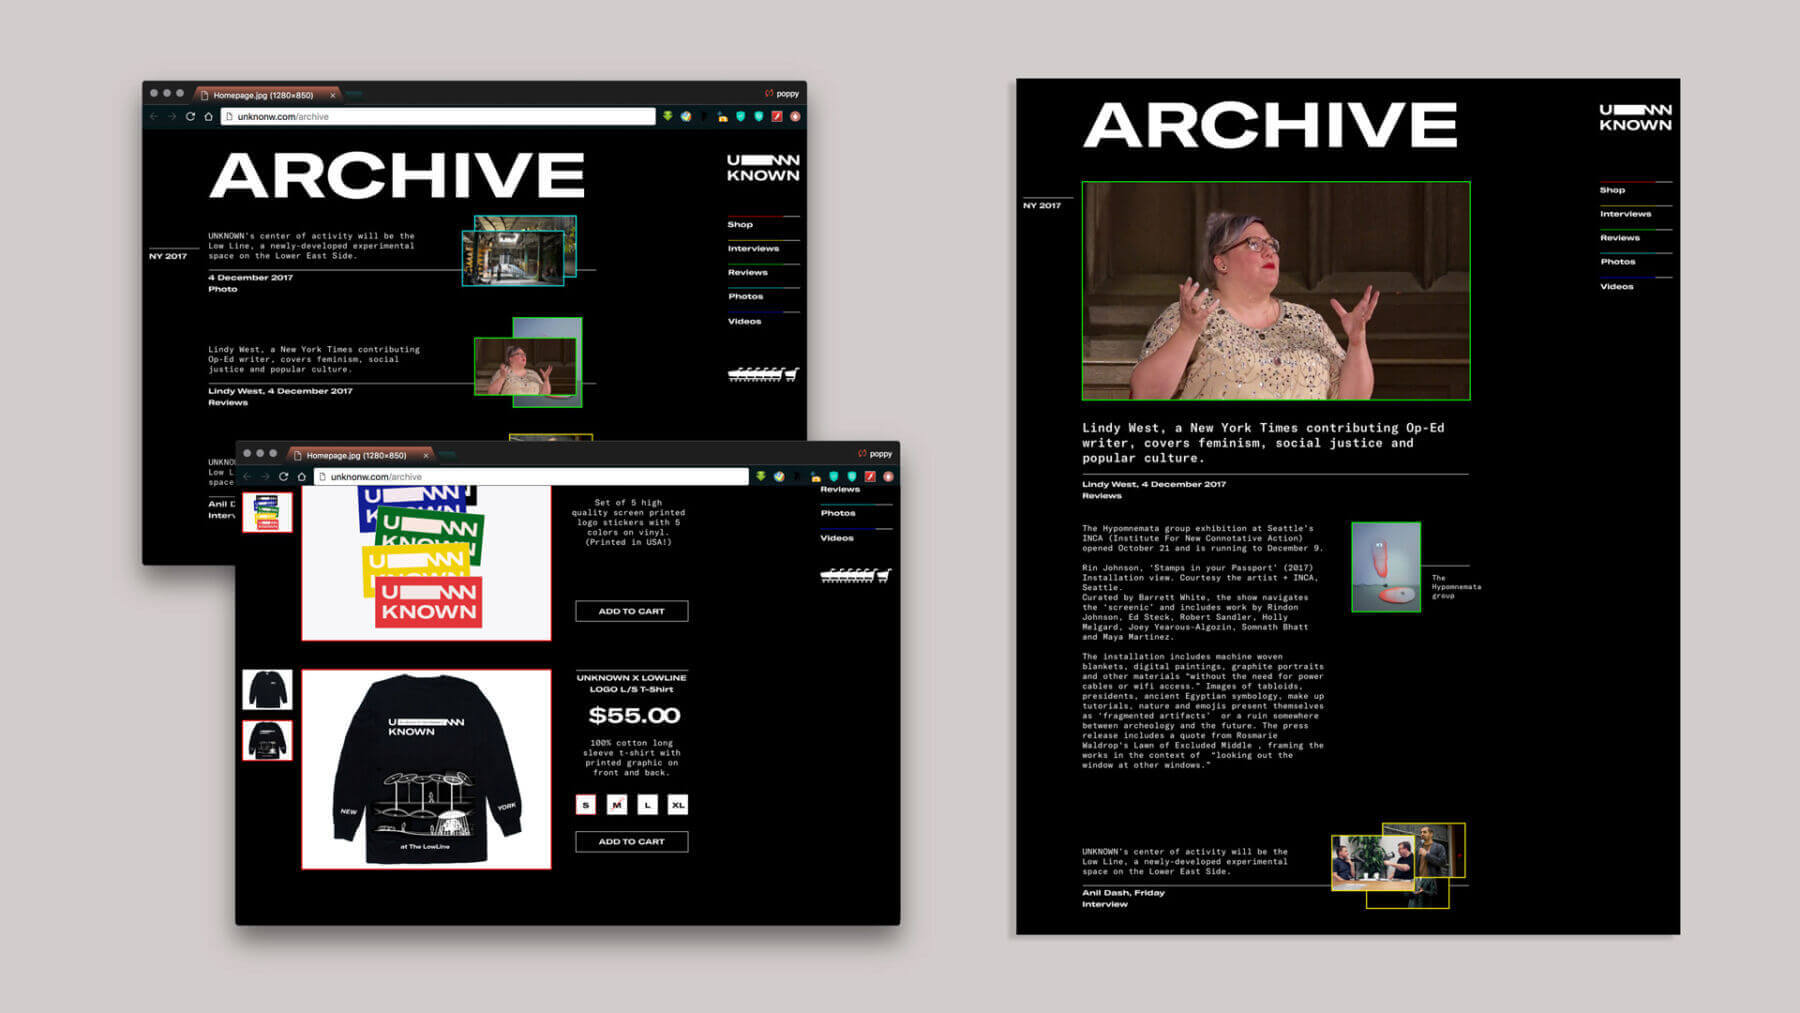 Homepage.jpg (1280×850)
poppy
unknonw.com/archive
ARCHIVE
U NNN
KNOWN
NY 2017
UNKNOWN's center of activity will be the
Low Line, a newly-developed experimental
space on the Lower East Side.
4 December 2017
Photo
Shop
Interviews
Reviews
Photos
Videos
Lindy West, a New York Times contributing
Op-Ed writer, covers feminism, social
justice and popular culture.
Lindy West, 4 December 2017
Reviews
UNKNO
Low L
space
Anil D
Interv
Homepage.jpg (1280×850)
poppy
unknonw.com/archive
Reviews
Photos
Videos
U NNN
KN
U NNN
KNOWN
U NNN
U NNN
KNOWN
Set of 5 high
quality screen printed
logo stickers with 5
colors on vinyl.
(Printed in USA!)
ADD TO CART
U NNN
KNOWN
NEW
YORK
at The LowLine
UNKNOWN X LOWLINE
LOGO L/S T-Shirt
$55.00
100% cotton long
sleeve t-shirt with
printed graphic on
front and back.
S M L XL
ADD TO CART
ARCHIVE
U NNN
KNOWN
NY 2017
Shop
Interviews
Reviews
Photos
Videos
Lindy West, a New York Times contributing Op-Ed
writer, covers feminism, social justice and
popular culture.
Lindy West, 4 December 2017
Reviews
The Hypomnemata group exhibition at Seattle's
INCA (Institute For New Connotative Action)
opened October 21 and is running to December 9.
Rin Johnson, 'Stamps in your Passport' (2017)
Installation view. Courtesy the artist + INCA,
Seattle.
Curated by Barrett White, the show navigates
the 'screenic' and includes work by Rindon
Johnson, Ed Steck, Robert Sandler, Holly
Melgard, Joey Yearous-Algozin, Somnath Bhatt
and Maya Martinez.
The installation includes machine woven
blankets, digital paintings, graphite portraits
and other materials "without the need for power
cables or wifi access." Images of tabloids,
presidents, ancient Egyptian symbology, make up
tutorials, nature and emojis present themselves
as 'fragmented artifacts' or a ruin somewhere
between archeology and the future. The press
release includes a quote from Rosmarie
Waldrop's Lawn of Excluded Middle , framing the
works in the context of "looking out the
window at other windows."
The
Hypomnemata
group
UNKNOWN's center of activity will be the
Low Line, a newly-developed experimental
space on the Lower East Side.
Anil Dash, Friday
Interview